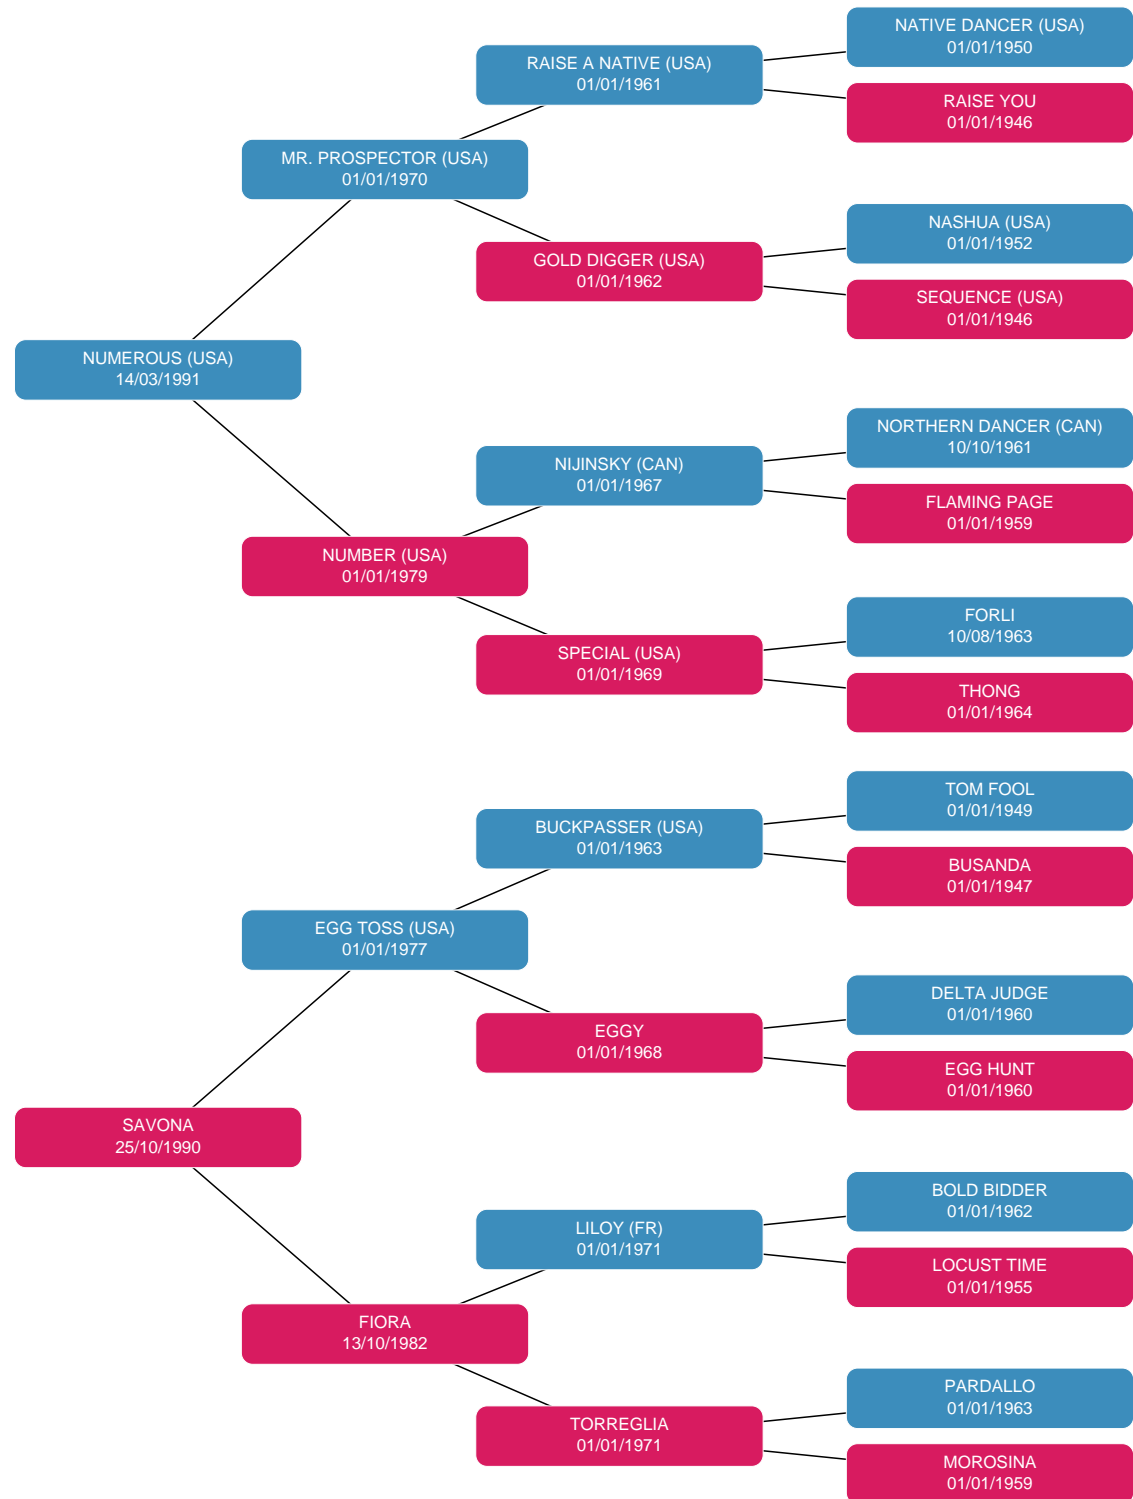 NATIVE DANCER (USA)
01/01/1950
RAISE A NATIVE (USA)
01/01/1961
RAISE YOU
01/01/1946
MR. PROSPECTOR (USA)
01/01/1970
NASHUA (USA)
01/01/1952
GOLD DIGGER (USA)
01/01/1962
SEQUENCE (USA)
01/01/1946
NUMEROUS (USA)
14/03/1991
NORTHERN DANCER (CAN)
10/10/1961
NIJINSKY (CAN)
01/01/1967
FLAMING PAGE
01/01/1959
NUMBER (USA)
01/01/1979
FORLI
10/08/1963
SPECIAL (USA)
01/01/1969
THONG
01/01/1964
TOM FOOL
01/01/1949
BUCKPASSER (USA)
01/01/1963
BUSANDA
01/01/1947
EGG TOSS (USA)
01/01/1977
DELTA JUDGE
01/01/1960
EGGY
01/01/1968
EGG HUNT
01/01/1960
SAVONA
25/10/1990
BOLD BIDDER
01/01/1962
LILOY (FR)
01/01/1971
LOCUST TIME
01/01/1955
FIORA
13/10/1982
PARDALLO
01/01/1963
TORREGLIA
01/01/1971
MOROSINA
01/01/1959